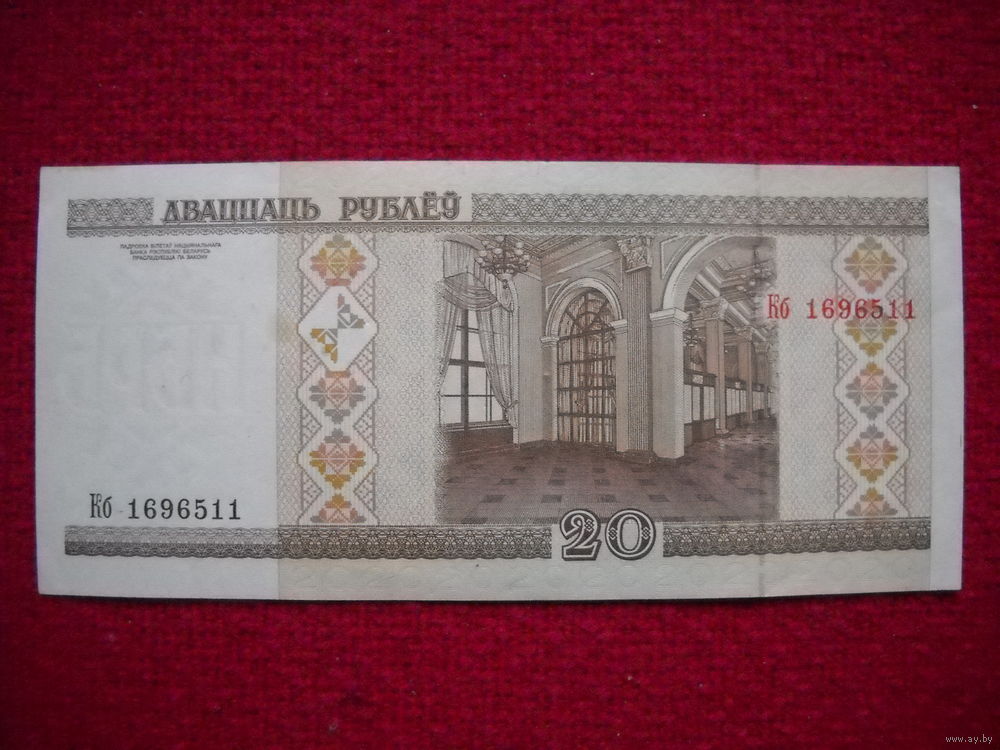 ДВАЦЦАЦЬ РУБЛЁЎ
ПАДРОБКА БІЛЕТАЎ НАЦЫЯНАЛЬНАГА
БАНКА РЭСПУБЛІКІ БЕЛАРУСЬ
ПРАСЛЕДУЕЦЦА ПА ЗАКОНУ
Кб 1696511
Кб 1696511
20
www.ay.by